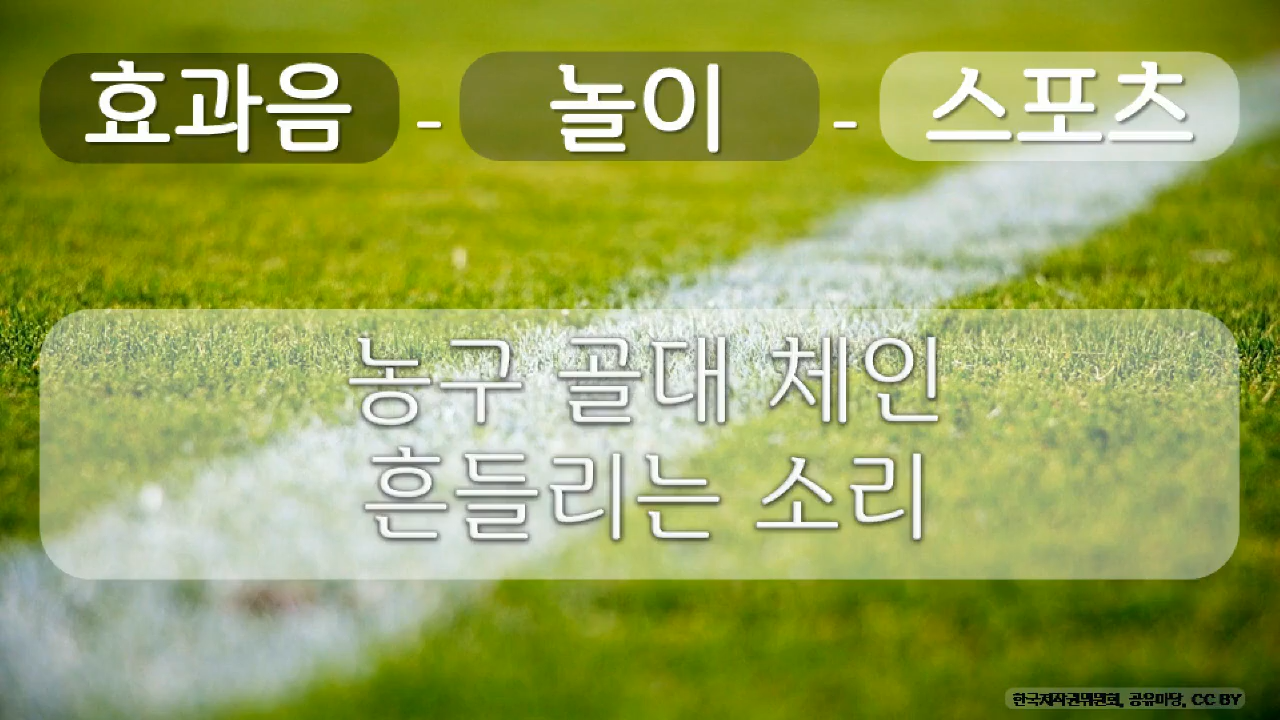 효과음 - 놀이 - 스포츠
농구 골대 체인
흔들리는 소리
한국저작권위원회, 공유마당, CC BY